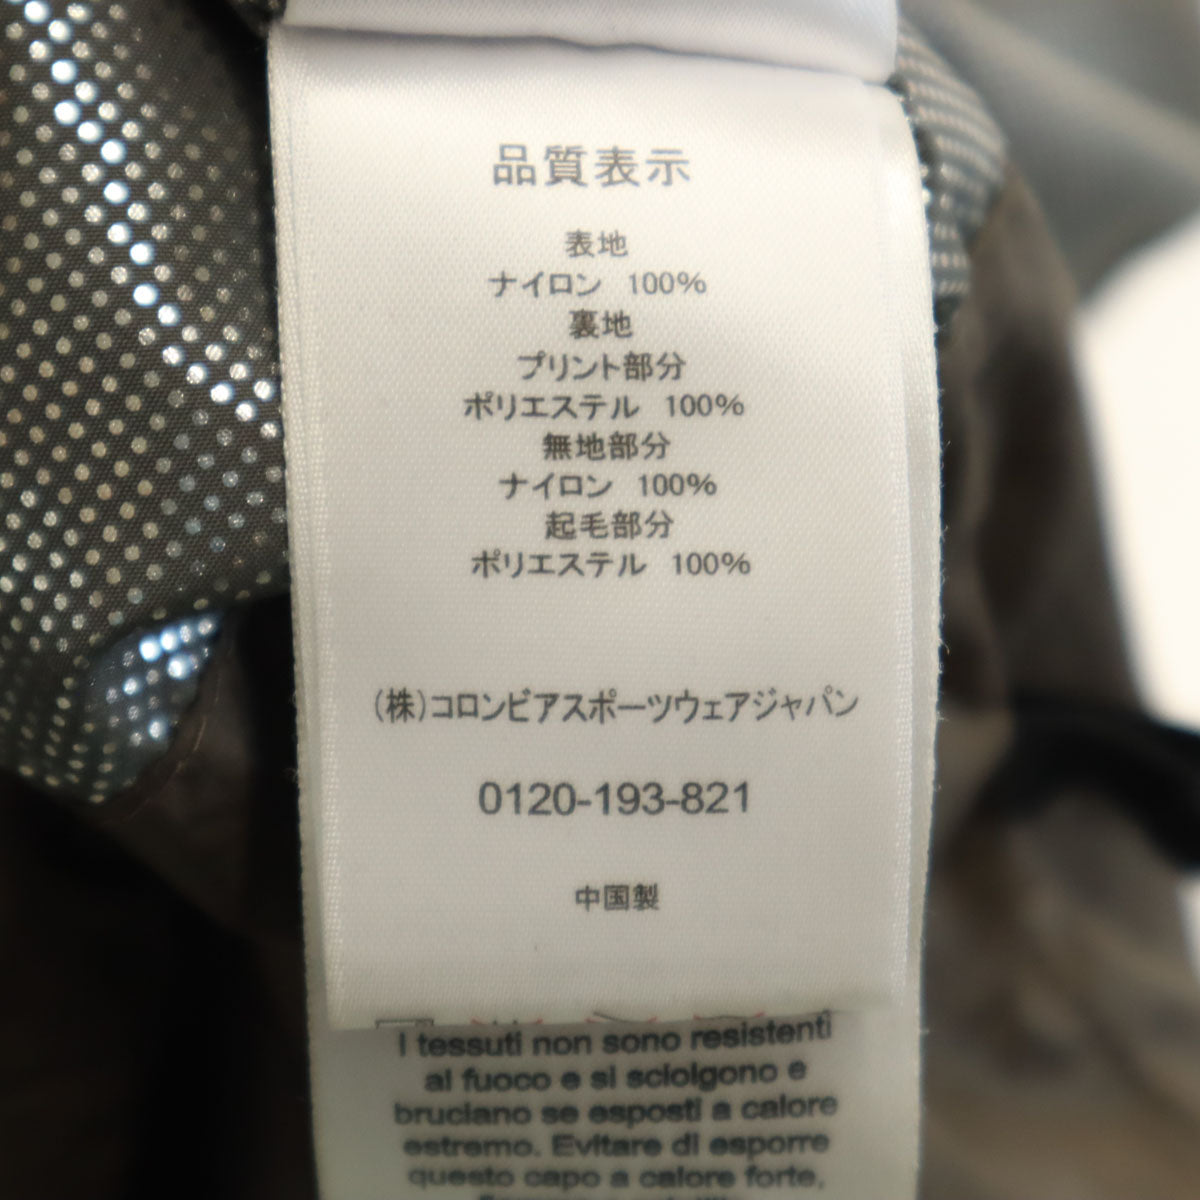 品質表示
表地
ナイロン 100%
裏地
プリント部分
ポリエステル 100%
無地部分
ナイロン 100%
起毛部分
ポリエステル 100%
(株)コロンビアスポーツウェアジャパン
0120-193-821
中国製
I tessuti non sono resistenti
al fuoco e si sciolgono e
bruciano se esposti a calore
estremo. Evitare di esporre
questo capo a calore forte,